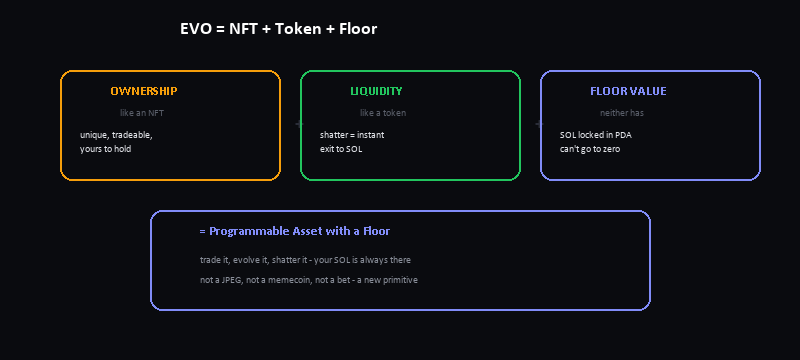 EVO = NFT + Token + Floor
OWNERSHIP
like an NFT
unique, tradeable,
yours to hold
+
LIQUIDITY
like a token
shatter = instant
exit to SOL
+
FLOOR VALUE
neither has
SOL locked in PDA
can't go to zero
= Programmable Asset with a Floor
trade it, evolve it, shatter it - your SOL is always there
not a JPEG, not a memecoin, not a bet - a new primitive